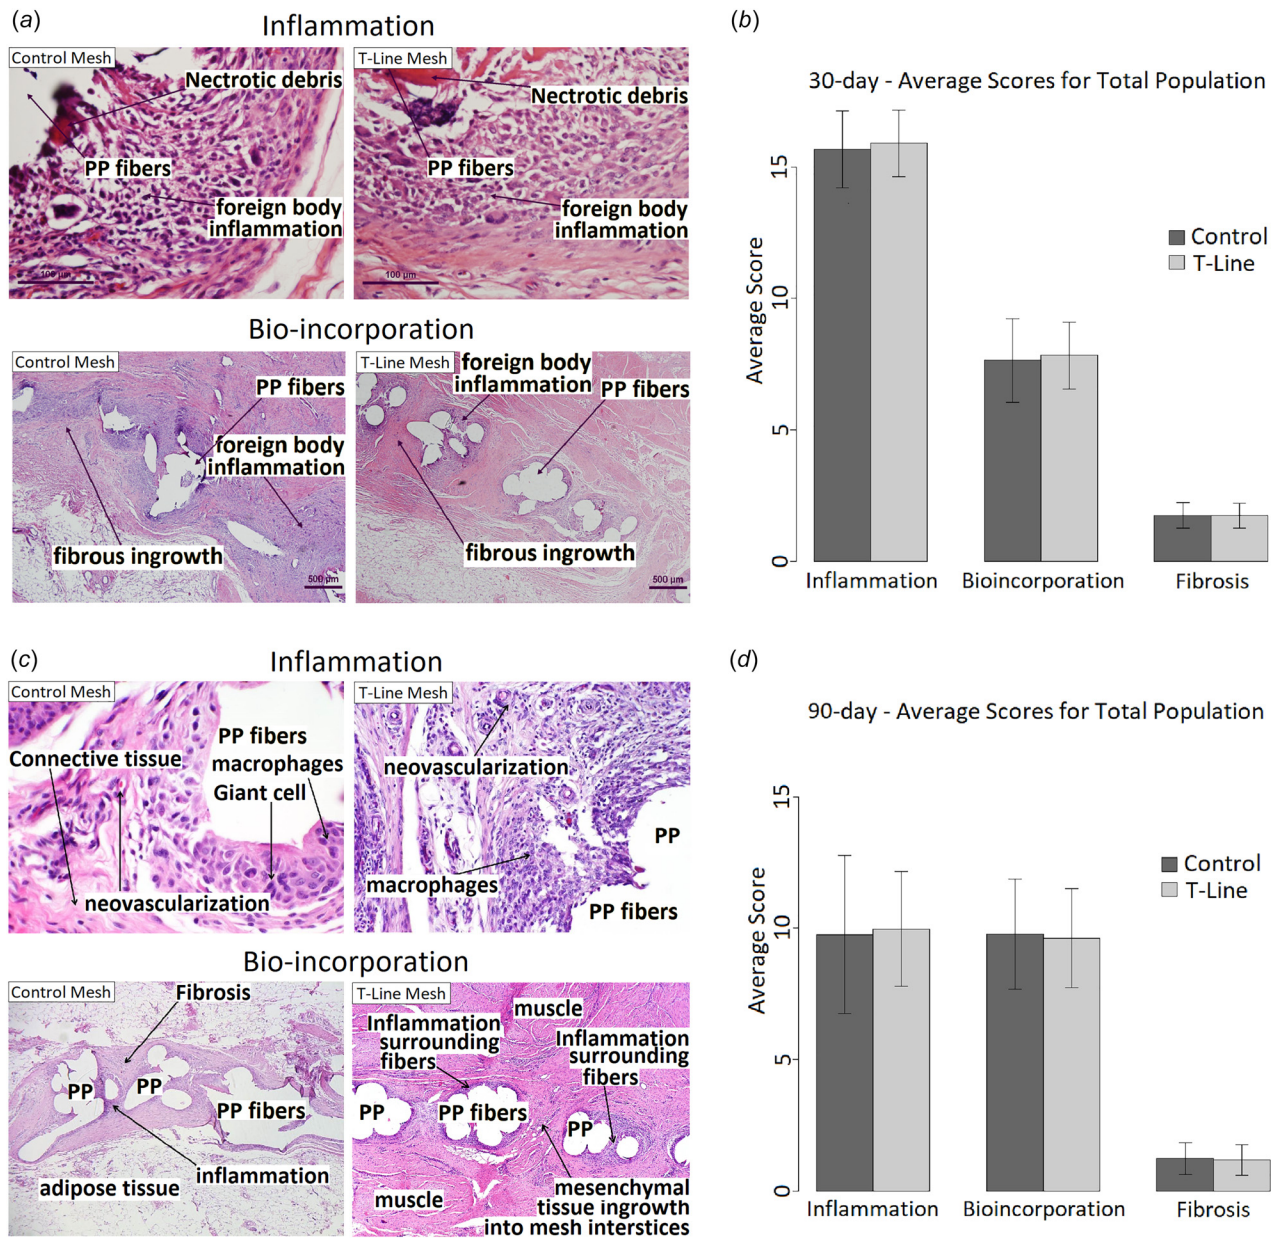 (a)
Inflammation
Control Mesh
Nectrotic debris
PP fibers
foreign body
inflammation
100 µm
T-Line Mesh
Nectrotic debris
PP fibers
foreign body
inflammation
100 µm
Bio-incorporation
Control Mesh
PP fibers
foreign body
inflammation
fibrous ingrowth
500 µm
T-Line Mesh
foreign body
inflammation
PP fibers
fibrous ingrowth
500 µm
(b)
30-day - Average Scores for Total Population
Average Score
15
10
5
0
Control
T-Line
Inflammation
Bioincorporation
Fibrosis
(c)
Inflammation
Control Mesh
PP fibers
Connective tissue
macrophages
Giant cell
neovascularization
T-Line Mesh
neovascularization
PP
macrophages
PP fibers
Bio-incorporation
Control Mesh
Fibrosis
PP
PP
PP fibers
inflammation
adipose tissue
T-Line Mesh
muscle
Inflammation
surrounding
fibers
Inflammation
surrounding
fibers
PP
PP fibers
PP
muscle
mesenchymal
tissue ingrowth
into mesh interstices
(d)
90-day - Average Scores for Total Population
Average Score
15
10
5
0
Control
T-Line
Inflammation
Bioincorporation
Fibrosis